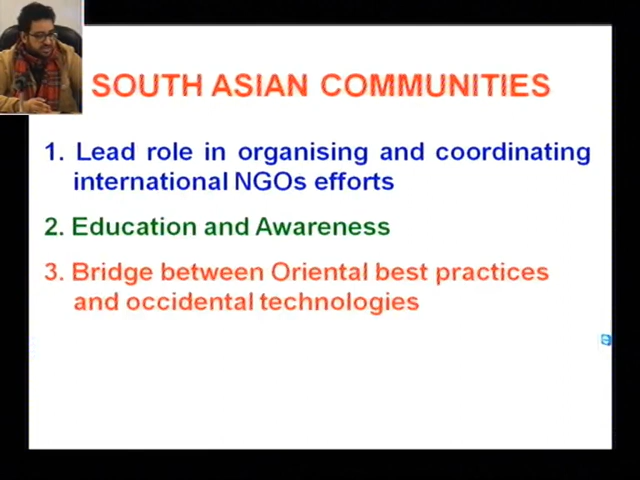 SOUTH ASIAN COMMUNITIES
1. Lead role in organising and coordinating
international NGOs efforts
2. Education and Awareness
3. Bridge between Oriental best practices
and occidental technologies